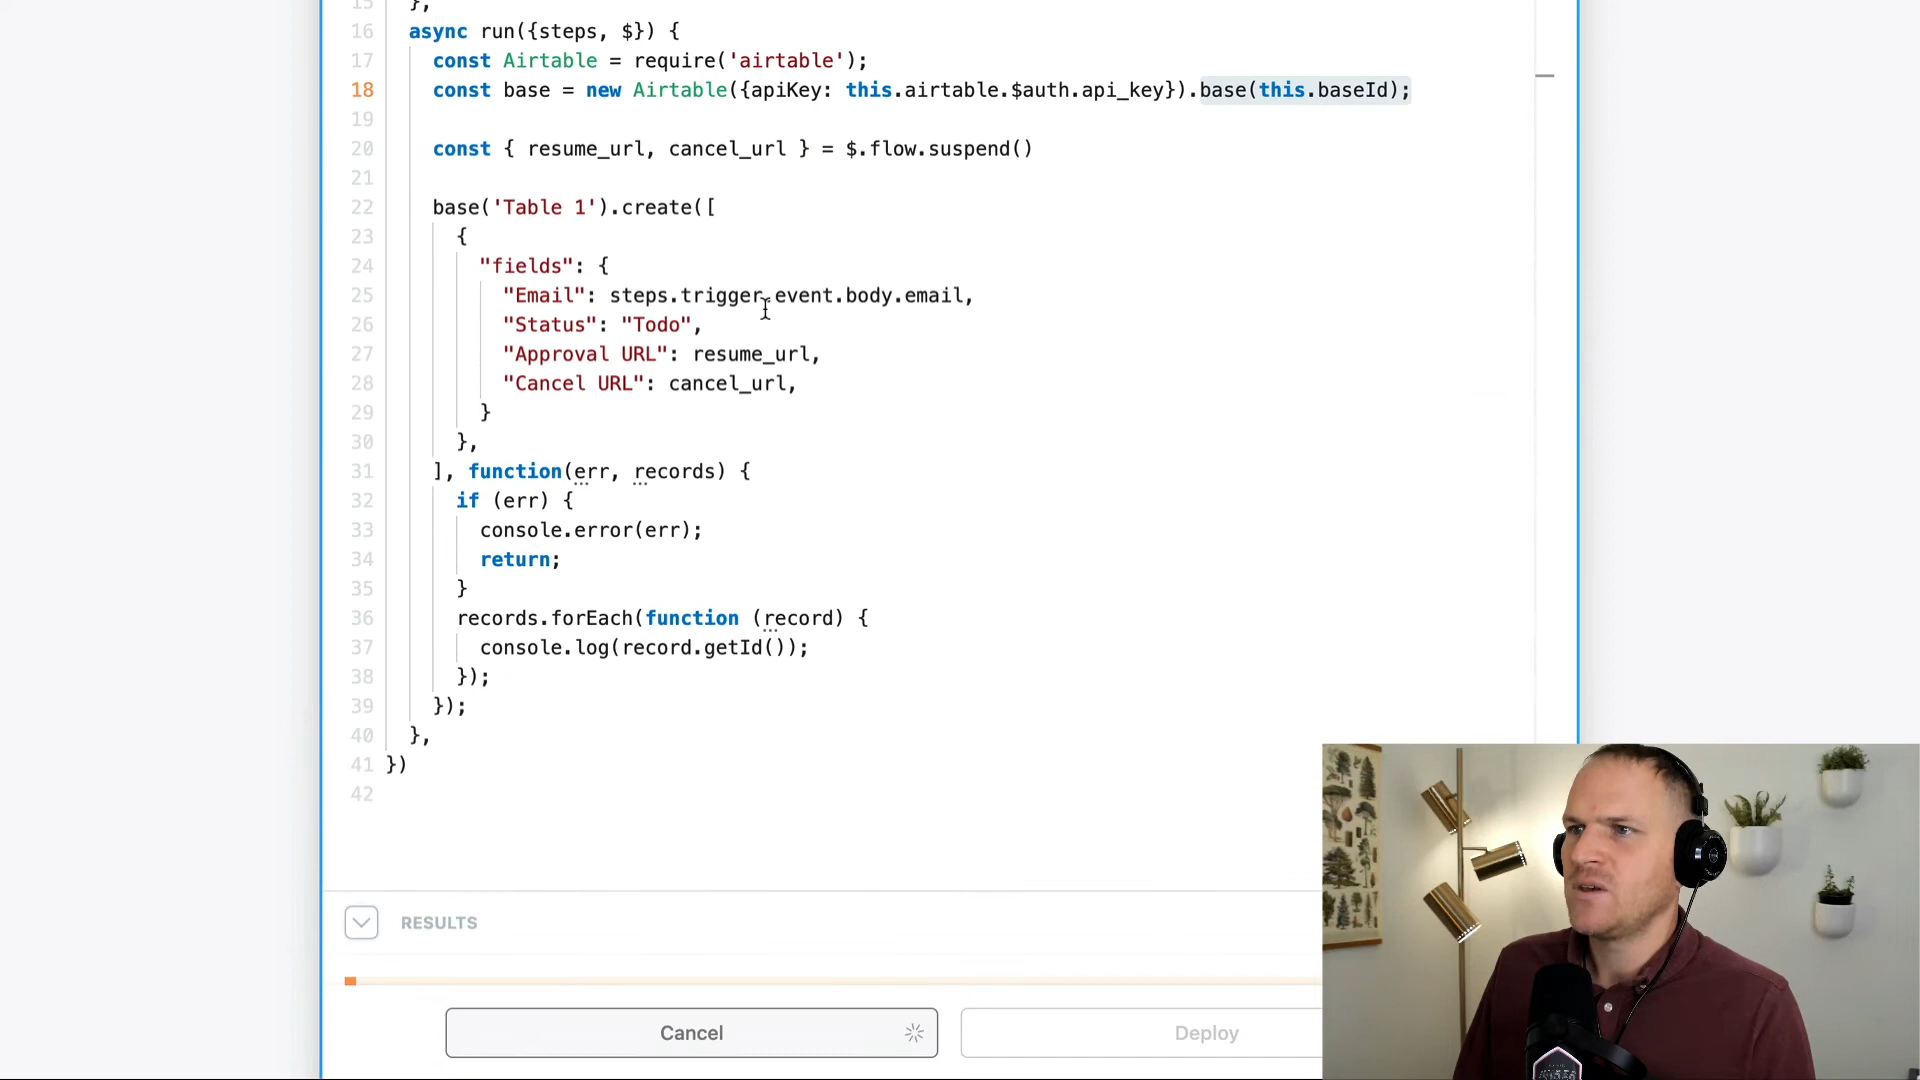 15 },
16 async run({steps, $}) {
17 const Airtable = require('airtable');
18 const base = new Airtable({apiKey: this.airtable.$auth.api_key}).base(this.baseId);
19
20 const { resume_url, cancel_url } = $.flow.suspend()
21
22 base('Table 1').create([
23 {
24 "fields": {
25 "Email": steps.trigger.event.body.email,
26 "Status": "Todo",
27 "Approval URL": resume_url,
28 "Cancel URL": cancel_url,
29 }
30 },
31 ], function(err, records) {
32 if (err) {
33 console.error(err);
34 return;
35 }
36 records.forEach(function (record) {
37 console.log(record.getId());
38 });
39 });
40 },
41 })
42
RESULTS
Cancel
Deploy